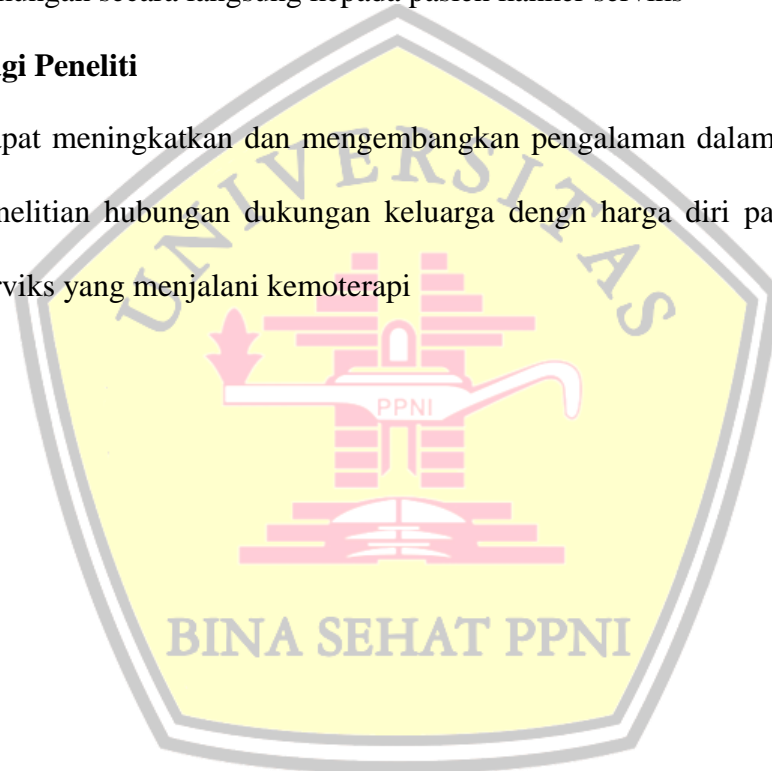 secara langsung kepada pasien kanker serviks
gi Peneliti
pat meningkatkan dan mengembangkan pengalaman dalam
nelitian hubungan dukungan keluarga dengn harga diri pa
rviks yang menjalani kemoterapi
UNIVERSITAS
PPNI
BINA SEHAT PPNI